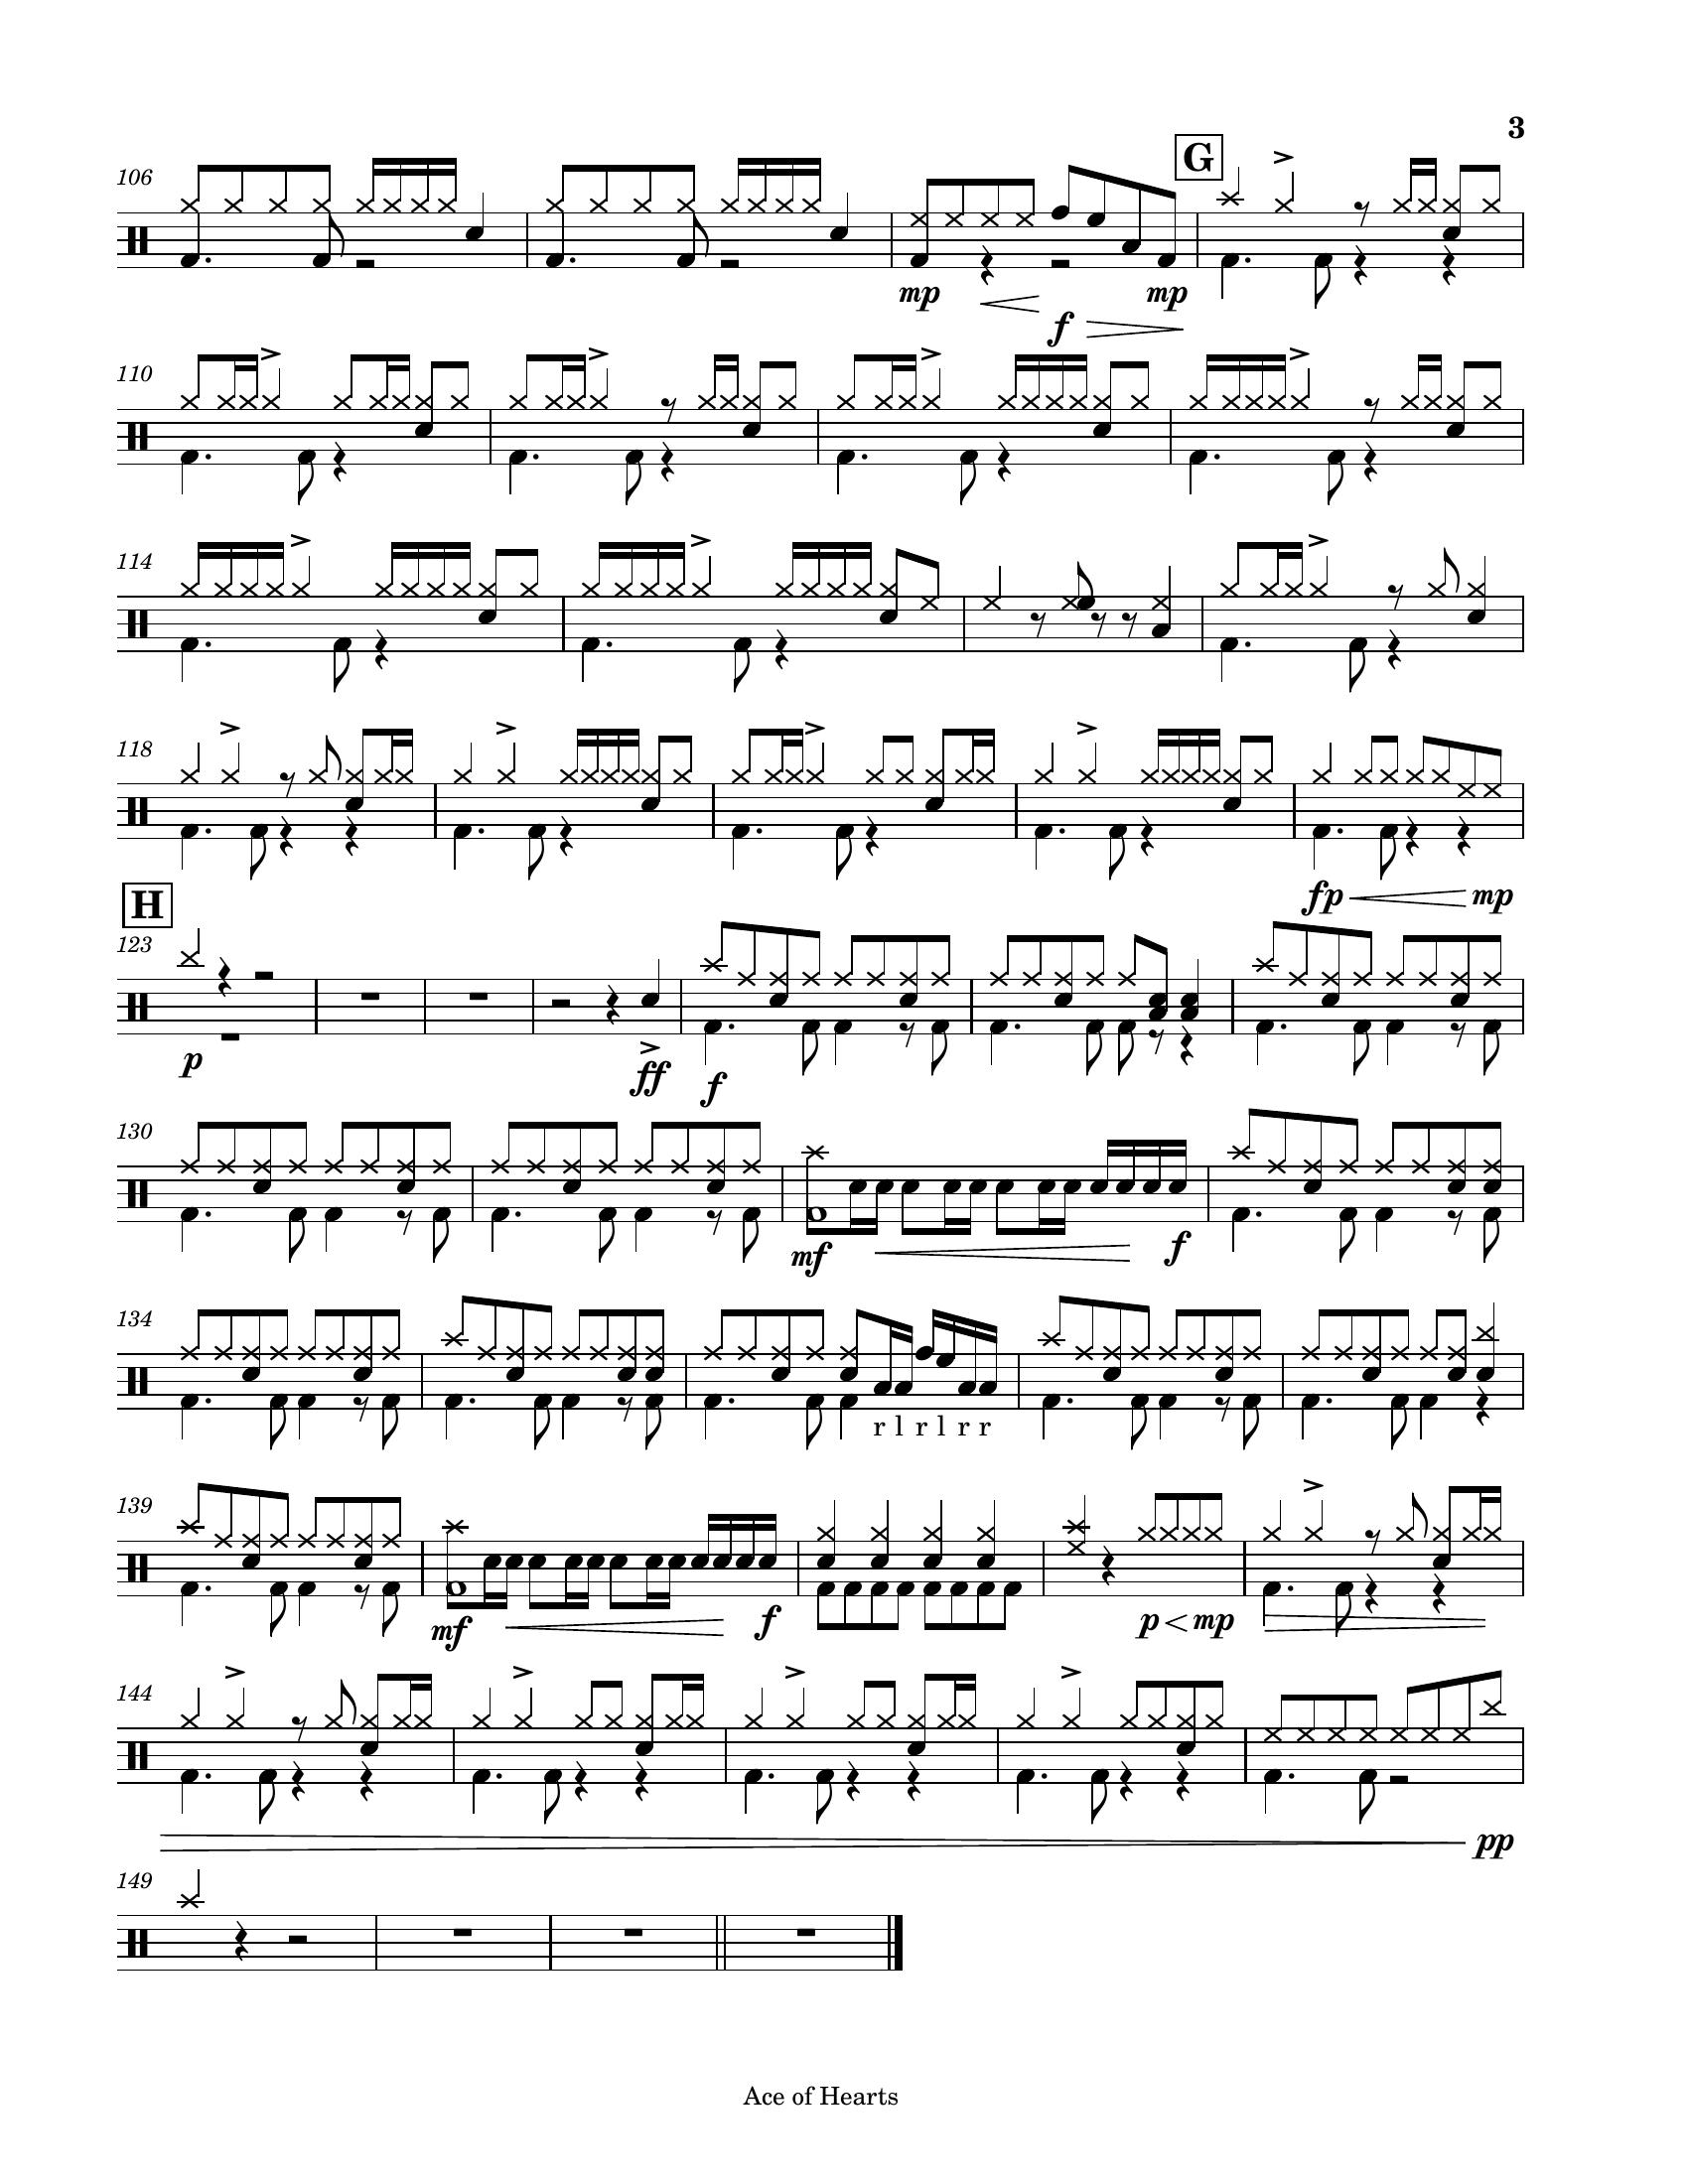 3
G
106
mp f mp
110
114
118
fp mp
H
123
p ff f
130
mf f
134
r l r l r r
139
mf f p mp
144
pp
149
Ace of Hearts